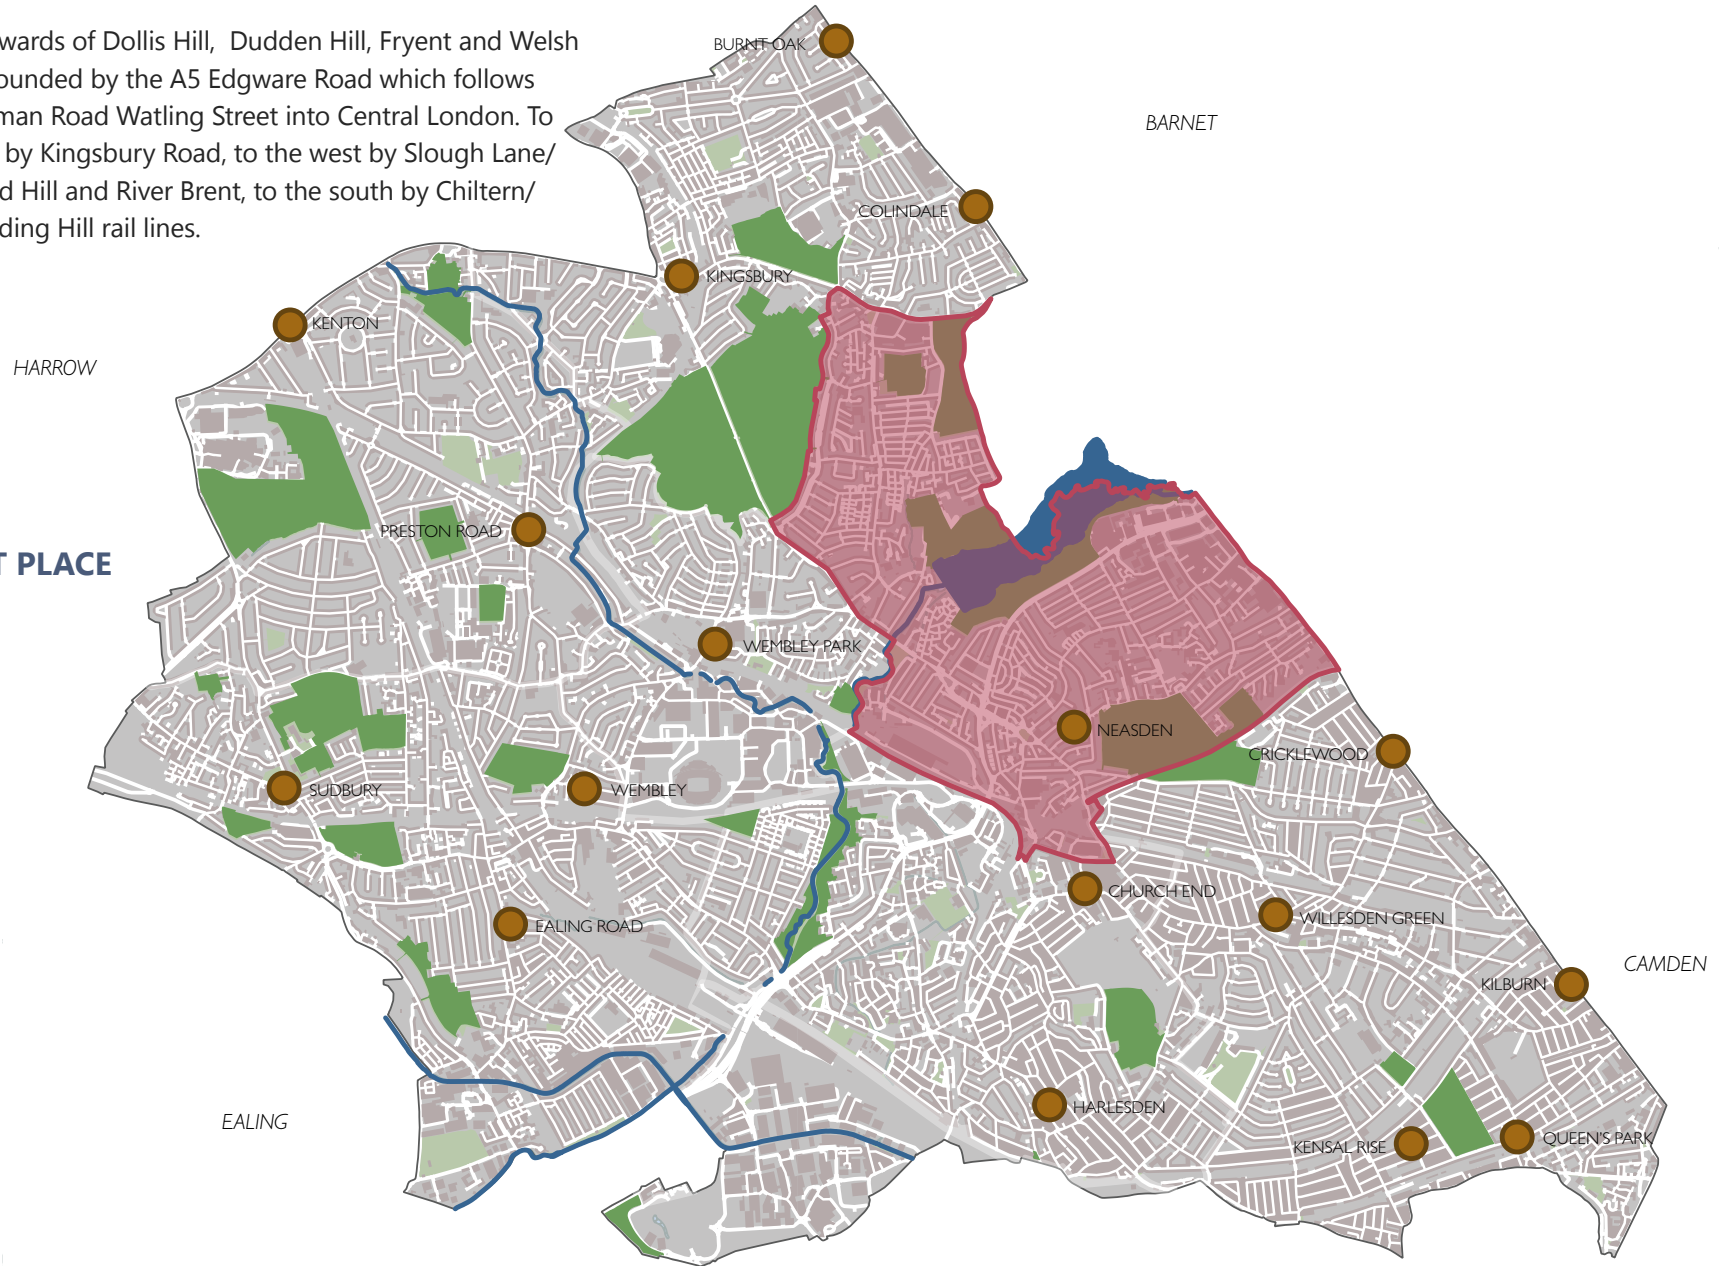 wards of Dollis Hill, Dudden Hill, Fryent and Welsh
ounded by the A5 Edgware Road which follows
man Road Watling Street into Central London. To
by Kingsbury Road, to the west by Slough Lane/
d Hill and River Brent, to the south by Chiltern/
ding Hill rail lines.
BURNT OAK
BARNET
COLINDALE
KINGSBURY
KENTON
HARROW
PRESTON ROAD
T PLACE
WEMBLEY PARK
NEASDEN
CRICKLEWOOD
SUDBURY
WEMBLEY
CHURCH END
WILLESDEN GREEN
EALING ROAD
CAMDEN
KILBURN
HARLESDEN
EALING
KENSAL RISE
QUEEN'S PARK